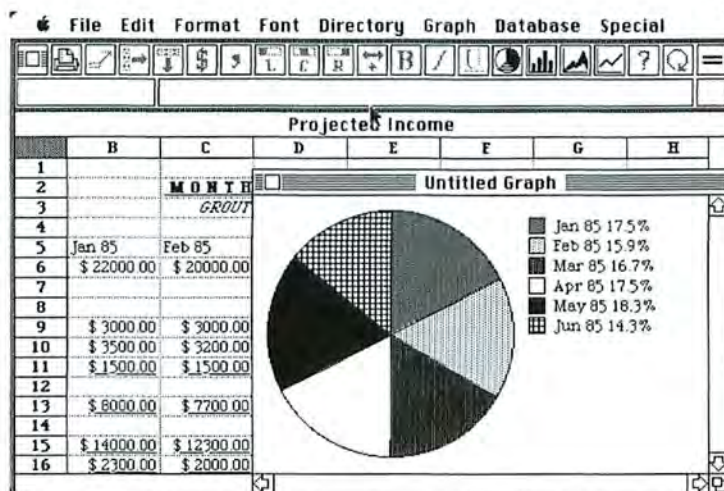 File Edit Format Font Directory Graph Database Special
$ , L C R B I U ? =
Projected Income
B C D E F G H
1
2 MONTH
3 GROUT
4
5 Jan 85 Feb 85
6 $ 22000.00 $ 20000.00
7
8
9 $ 3000.00 $ 3000.00
10 $ 3500.00 $ 3200.00
11 $ 1500.00 $ 1500.00
12
13 $ 8000.00 $ 7700.00
14
15 $ 14000.00 $ 12300.00
16 $ 2300.00 $ 2000.00
Untitled Graph
Jan 85 17.5%
Feb 85 15.9%
Mar 85 16.7%
Apr 85 17.5%
May 85 18.3%
Jun 85 14.3%